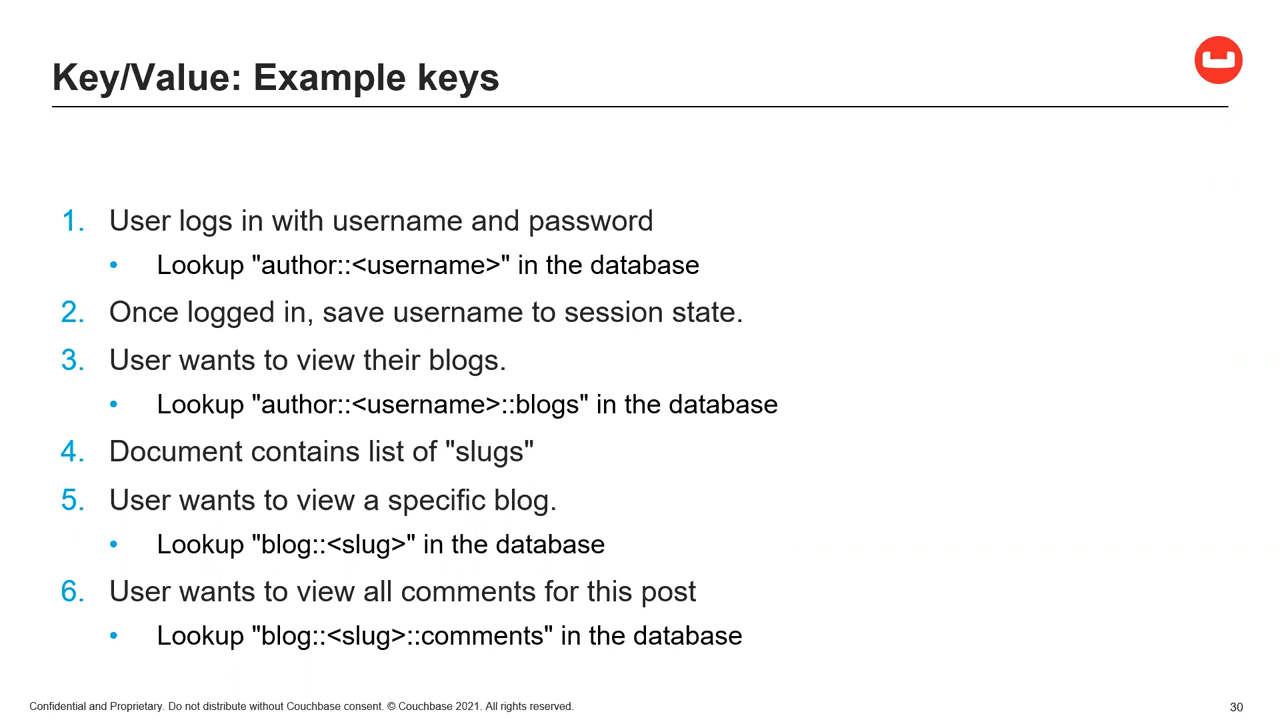 Key/Value: Example keys
1. User logs in with username and password
• Lookup "author::<username>" in the database
2. Once logged in, save username to session state.
3. User wants to view their blogs.
• Lookup "author::<username>::blogs" in the database
4. Document contains list of "slugs"
5. User wants to view a specific blog.
• Lookup "blog::<slug>" in the database
6. User wants to view all comments for this post
• Lookup "blog::<slug>::comments" in the database
Confidential and Proprietary. Do not distribute without Couchbase consent. © Couchbase 2021. All rights reserved.
30